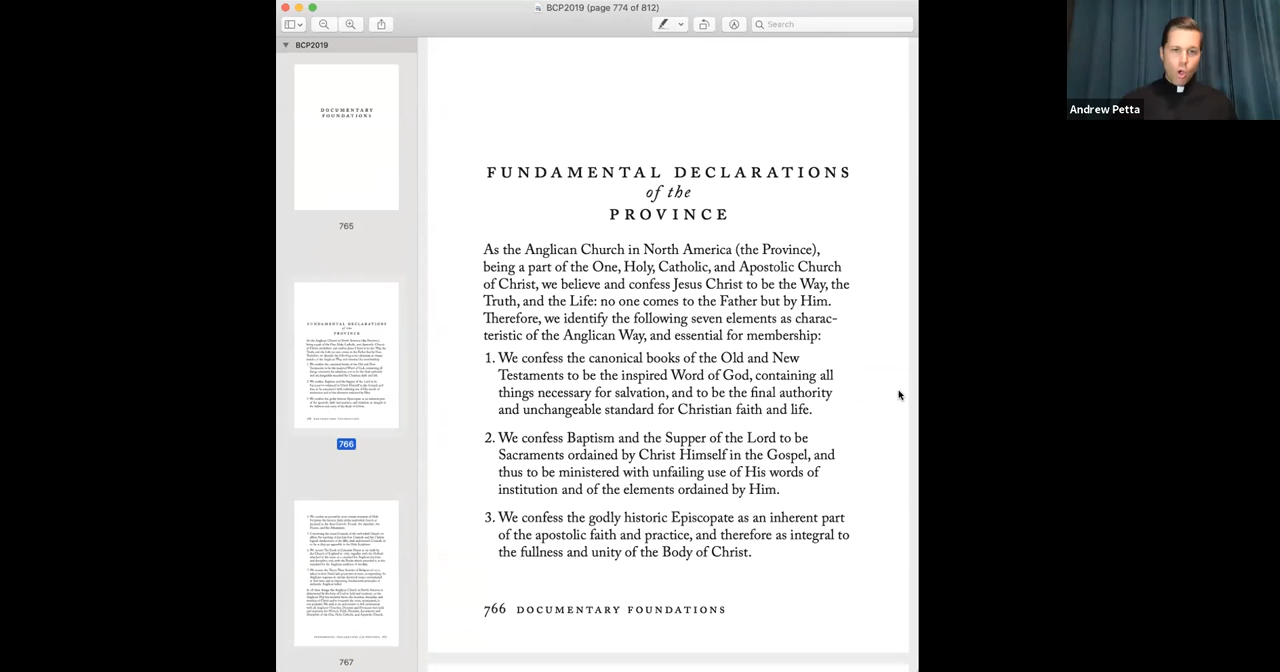 BCP2019 (page 774 of 812)
Search
BCP2019
DOCUMENTARY
FOUNDATIONS
765
FUNDAMENTAL DECLARATIONS
of the
PROVINCE
766
767
FUNDAMENTAL DECLARATIONS
of the
PROVINCE
As the Anglican Church in North America (the Province),
being a part of the One, Holy, Catholic, and Apostolic Church
of Christ, we believe and confess Jesus Christ to be the Way, the
Truth, and the Life: no one comes to the Father but by Him.
Therefore, we identify the following seven elements as charac-
teristic of the Anglican Way, and essential for membership:
1. We confess the canonical books of the Old and New
Testaments to be the inspired Word of God, containing all
things necessary for salvation, and to be the final authority
and unchangeable standard for Christian faith and life.
2. We confess Baptism and the Supper of the Lord to be
Sacraments ordained by Christ Himself in the Gospel, and
thus to be ministered with unfailing use of His words of
institution and of the elements ordained by Him.
3. We confess the godly historic Episcopate as an inherent part
of the apostolic faith and practice, and therefore as integral to
the fullness and unity of the Body of Christ.
766 DOCUMENTARY FOUNDATIONS
Andrew Petta